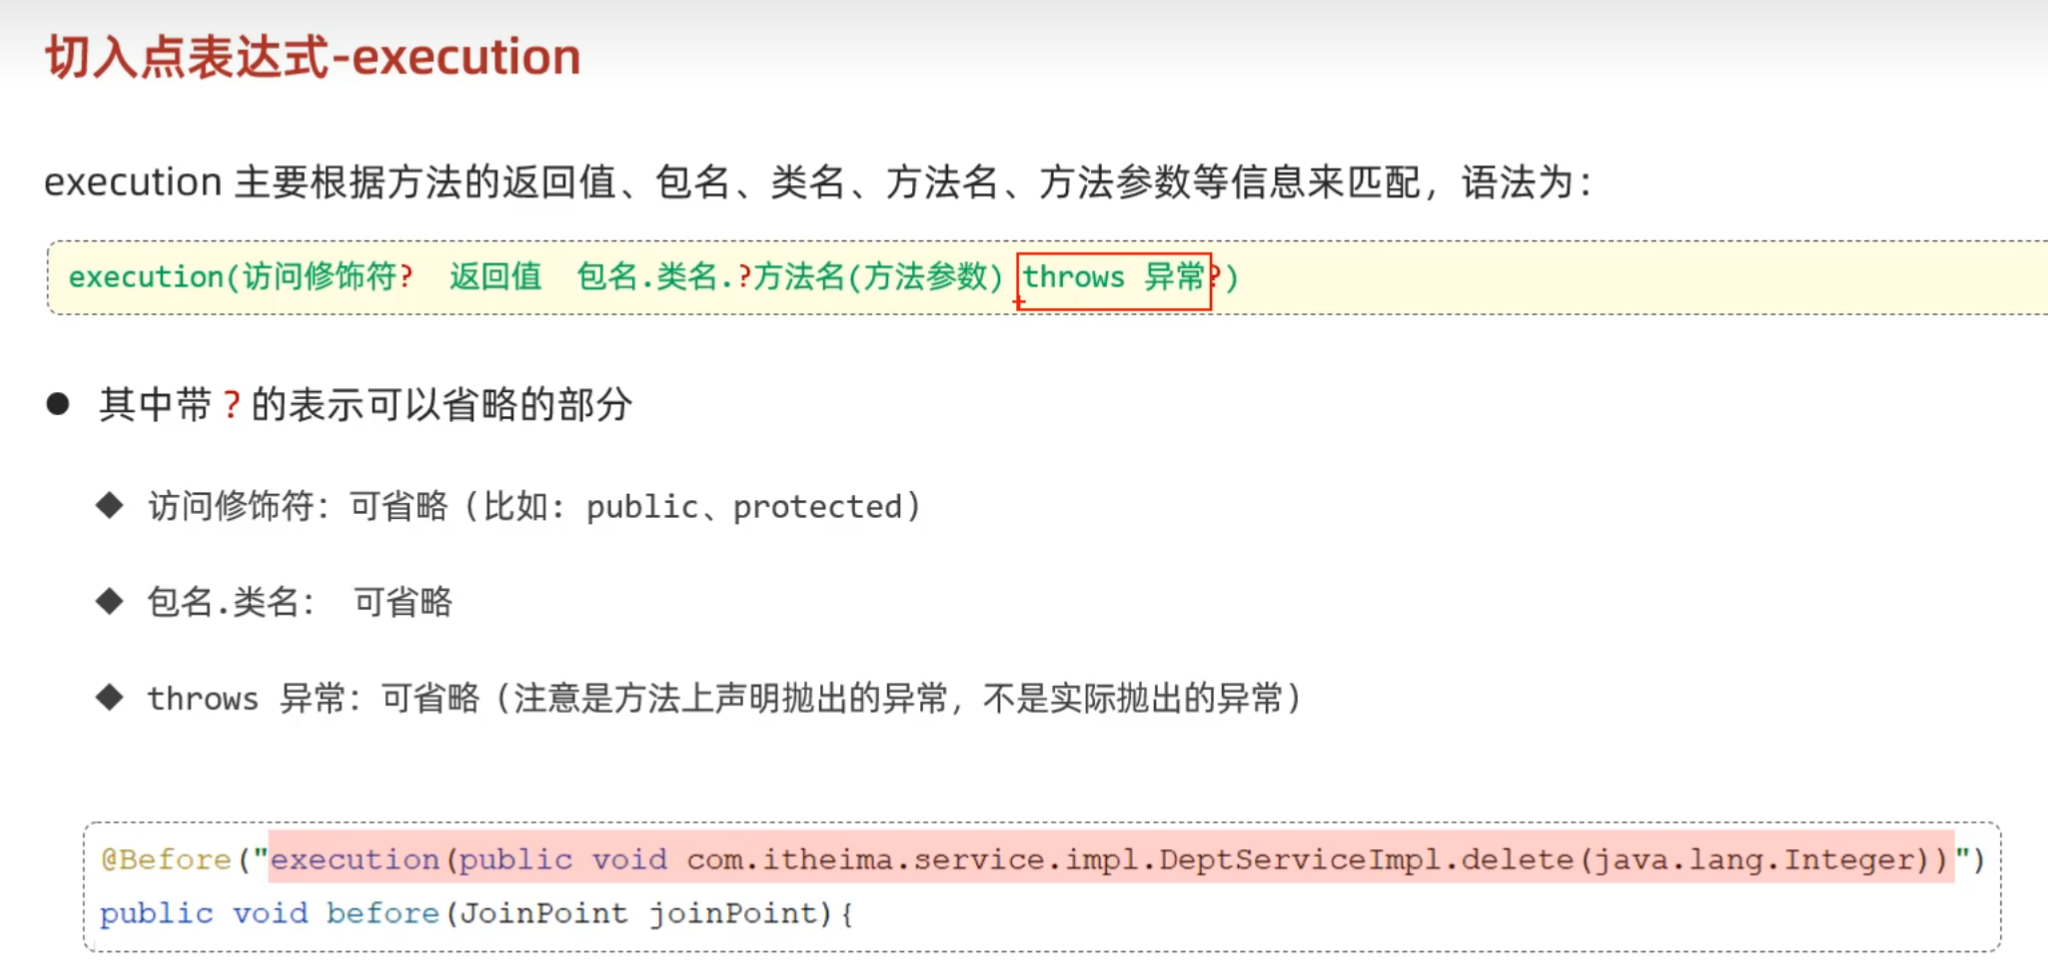 切入点表达式-execution
execution 主要根据方法的返回值、包名、类名、方法名、方法参数等信息来匹配，语法为：
execution(访问修饰符?  返回值  包名.类名.?方法名(方法参数) throws 异常?)
其中带 ? 的表示可以省略的部分
访问修饰符：可省略（比如：public、protected）
包名.类名： 可省略
throws 异常：可省略（注意是方法上声明抛出的异常，不是实际抛出的异常）
@Before("execution(public void com.itheima.service.impl.DeptServiceImpl.delete(java.lang.Integer))")
public void before(JoinPoint joinPoint){